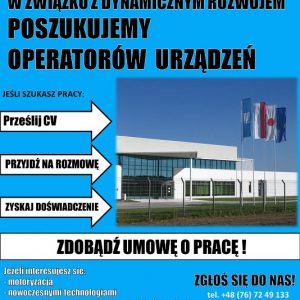 W ZWIĄZKU Z DYNAMICZNYM ROZWOJEM
POSZUKUJEMY
OPERATORÓW URZĄDZEŃ
JEŚLI SZUKASZ PRACY:
Prześlij CV
PRZYJDŹ NA ROZMOWĘ
ZYSKAJ DOŚWIADCZENIE
ZDOBĄDŹ UMOWĘ O PRACĘ !
Jeżeli interesujesz się:
- motoryzacją
- nowoczesnymi technologiami
ZGŁOŚ SIĘ DO NAS!
tel. +48 (76) 72 49 133